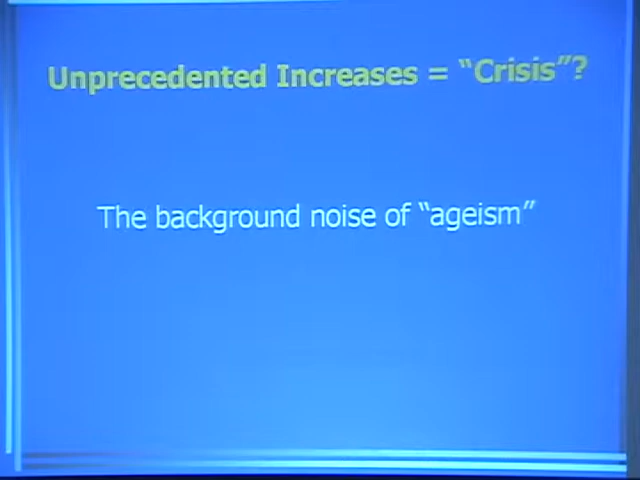 Unprecedented Increases = “Crisis”?
The background noise of “ageism”